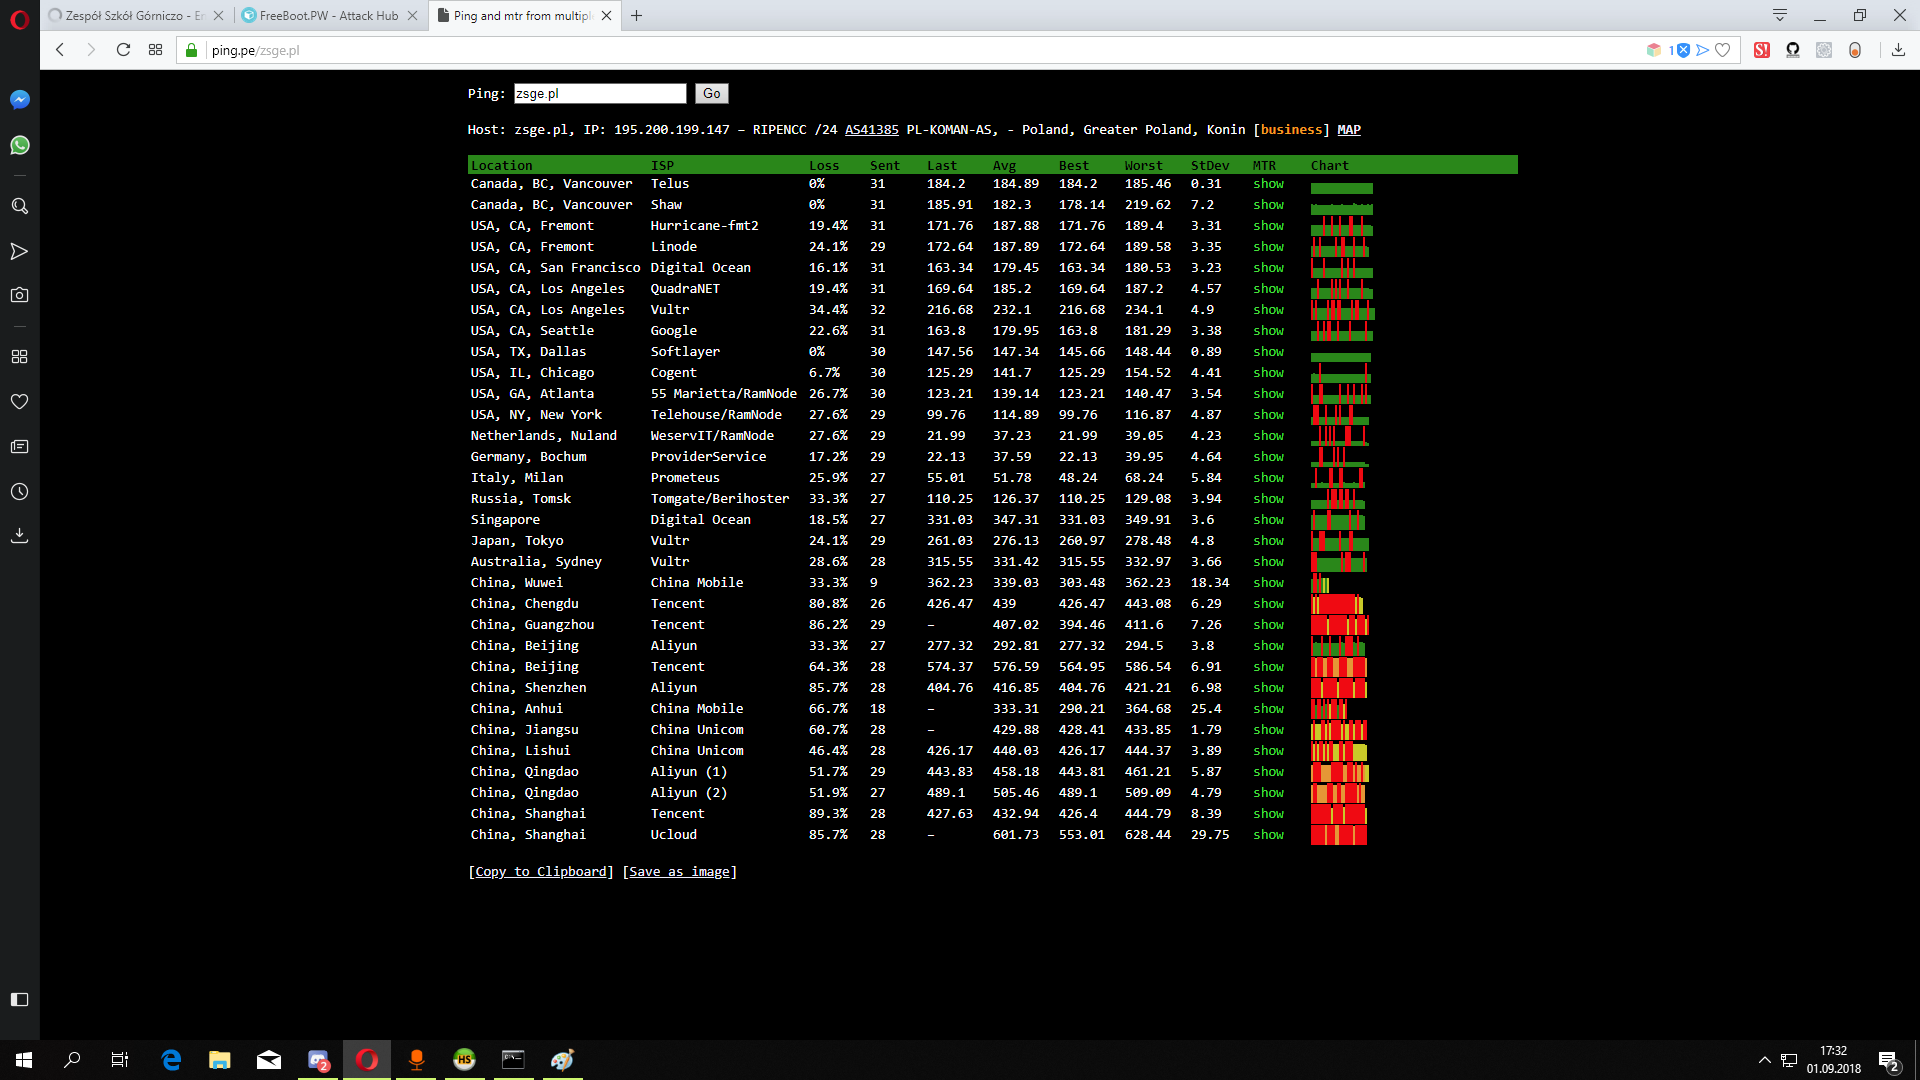 Zespół Szkół Górniczo - En
FreeBoot.PW - Attack Hub
Ping and mtr from multiple
ping.pe/zsge.pl
1
Ping: zsge.pl Go
Host: zsge.pl, IP: 195.200.199.147 – RIPENCC /24 AS41385 PL-KOMAN-AS, - Poland, Greater Poland, Konin [business] MAP
Location ISP Loss Sent Last Avg Best Worst StDev MTR Chart
Canada, BC, Vancouver Telus 0% 31 184.2 184.89 184.2 185.46 0.31 show
Canada, BC, Vancouver Shaw 0% 31 185.91 182.3 178.14 219.62 7.2 show
USA, CA, Fremont Hurricane-fmt2 19.4% 31 171.76 187.88 171.76 189.4 3.31 show
USA, CA, Fremont Linode 24.1% 29 172.64 187.89 172.64 189.58 3.35 show
USA, CA, San Francisco Digital Ocean 16.1% 31 163.34 179.45 163.34 180.53 3.23 show
USA, CA, Los Angeles QuadraNET 19.4% 31 169.64 185.2 169.64 187.2 4.57 show
USA, CA, Los Angeles Vultr 34.4% 32 216.68 232.1 216.68 234.1 4.9 show
USA, CA, Seattle Google 22.6% 31 163.8 179.95 163.8 181.29 3.38 show
USA, TX, Dallas Softlayer 0% 30 147.56 147.34 145.66 148.44 0.89 show
USA, IL, Chicago Cogent 6.7% 30 125.29 141.7 125.29 154.52 4.41 show
USA, GA, Atlanta 55 Marietta/RamNode 26.7% 30 123.21 139.14 123.21 140.47 3.54 show
USA, NY, New York Telehouse/RamNode 27.6% 29 99.76 114.89 99.76 116.87 4.87 show
Netherlands, Nuland WeservIT/RamNode 27.6% 29 21.99 37.23 21.99 39.05 4.23 show
Germany, Bochum ProviderService 17.2% 29 22.13 37.59 22.13 39.95 4.64 show
Italy, Milan Prometeus 25.9% 27 55.01 51.78 48.24 68.24 5.84 show
Russia, Tomsk Tomgate/Berihoster 33.3% 27 110.25 126.37 110.25 129.08 3.94 show
Singapore Digital Ocean 18.5% 27 331.03 347.31 331.03 349.91 3.6 show
Japan, Tokyo Vultr 24.1% 29 261.03 276.13 260.97 278.48 4.8 show
Australia, Sydney Vultr 28.6% 28 315.55 331.42 315.55 332.97 3.66 show
China, Wuwei China Mobile 33.3% 9 362.23 339.03 303.48 362.23 18.34 show
China, Chengdu Tencent 80.8% 26 426.47 439 426.47 443.08 6.29 show
China, Guangzhou Tencent 86.2% 29 – 407.02 394.46 411.6 7.26 show
China, Beijing Aliyun 33.3% 27 277.32 292.81 277.32 294.5 3.8 show
China, Beijing Tencent 64.3% 28 574.37 576.59 564.95 586.54 6.91 show
China, Shenzhen Aliyun 85.7% 28 404.76 416.85 404.76 421.21 6.98 show
China, Anhui China Mobile 66.7% 18 – 333.31 290.21 364.68 25.4 show
China, Jiangsu China Unicom 60.7% 28 – 429.88 428.41 433.85 1.79 show
China, Lishui China Unicom 46.4% 28 426.17 440.03 426.17 444.37 3.89 show
China, Qingdao Aliyun (1) 51.7% 29 443.83 458.18 443.81 461.21 5.87 show
China, Qingdao Aliyun (2) 51.9% 27 489.1 505.46 489.1 509.09 4.79 show
China, Shanghai Tencent 89.3% 28 427.63 432.94 426.4 444.79 8.39 show
China, Shanghai Ucloud 85.7% 28 – 601.73 553.01 628.44 29.75 show
[Copy to Clipboard] [Save as image]
2
HS
17:32
01.09.2018
2